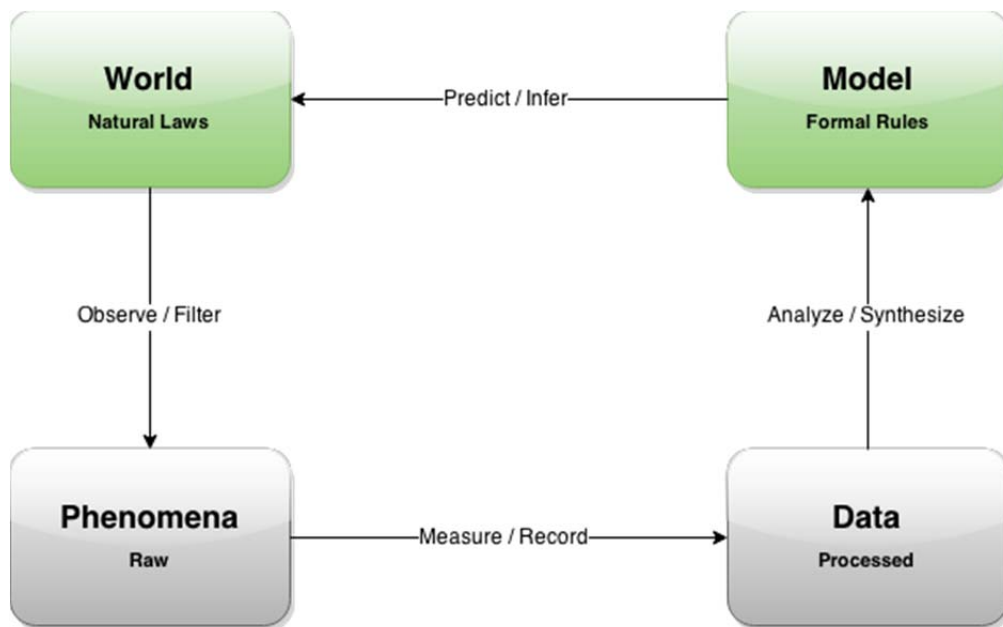 World
Natural Laws
Predict / Infer
Model
Formal Rules
Observe / Filter
Analyze / Synthesize
Phenomena
Raw
Measure / Record
Data
Processed